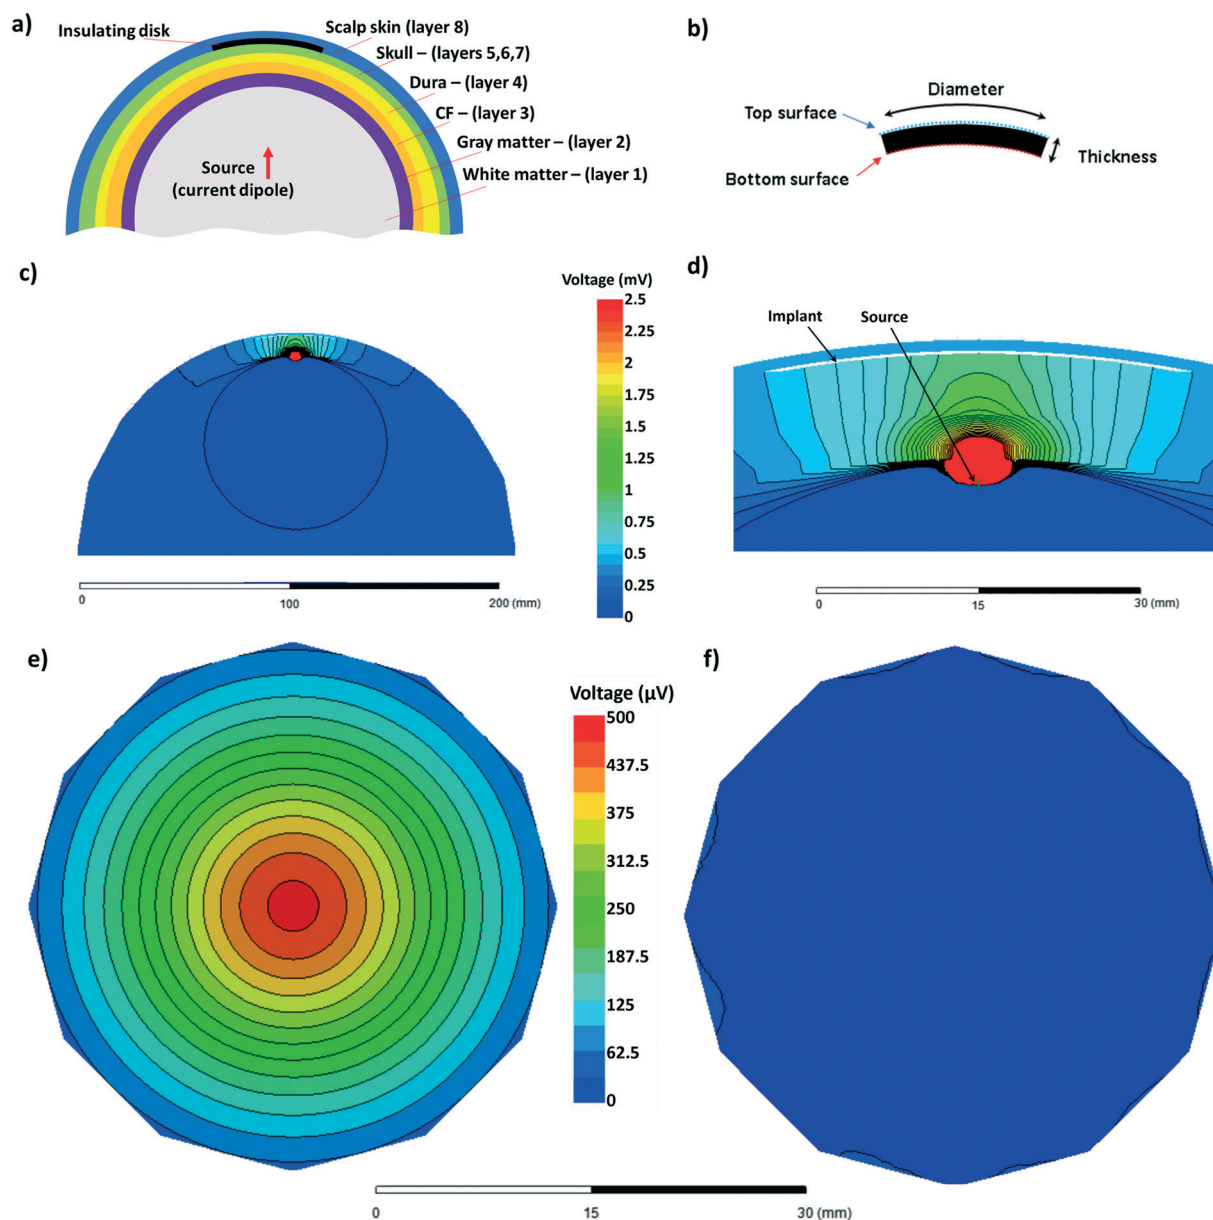 a)
Insulating disk
Scalp skin (layer 8)
Skull – (layers 5,6,7)
Dura – (layer 4)
CF – (layer 3)
Gray matter – (layer 2)
White matter – (layer 1)
Source
(current dipole)
b)
Diameter
Top surface
Thickness
Bottom surface
c)
Voltage (mV)
2.5
2.25
2
1.75
1.5
1.25
1
0.75
0.5
0.25
0
0
100
200 (mm)
d)
Implant
Source
0
15
30 (mm)
e)
Voltage (µV)
500
437.5
375
312.5
250
187.5
125
62.5
0
f)
0
15
30 (mm)